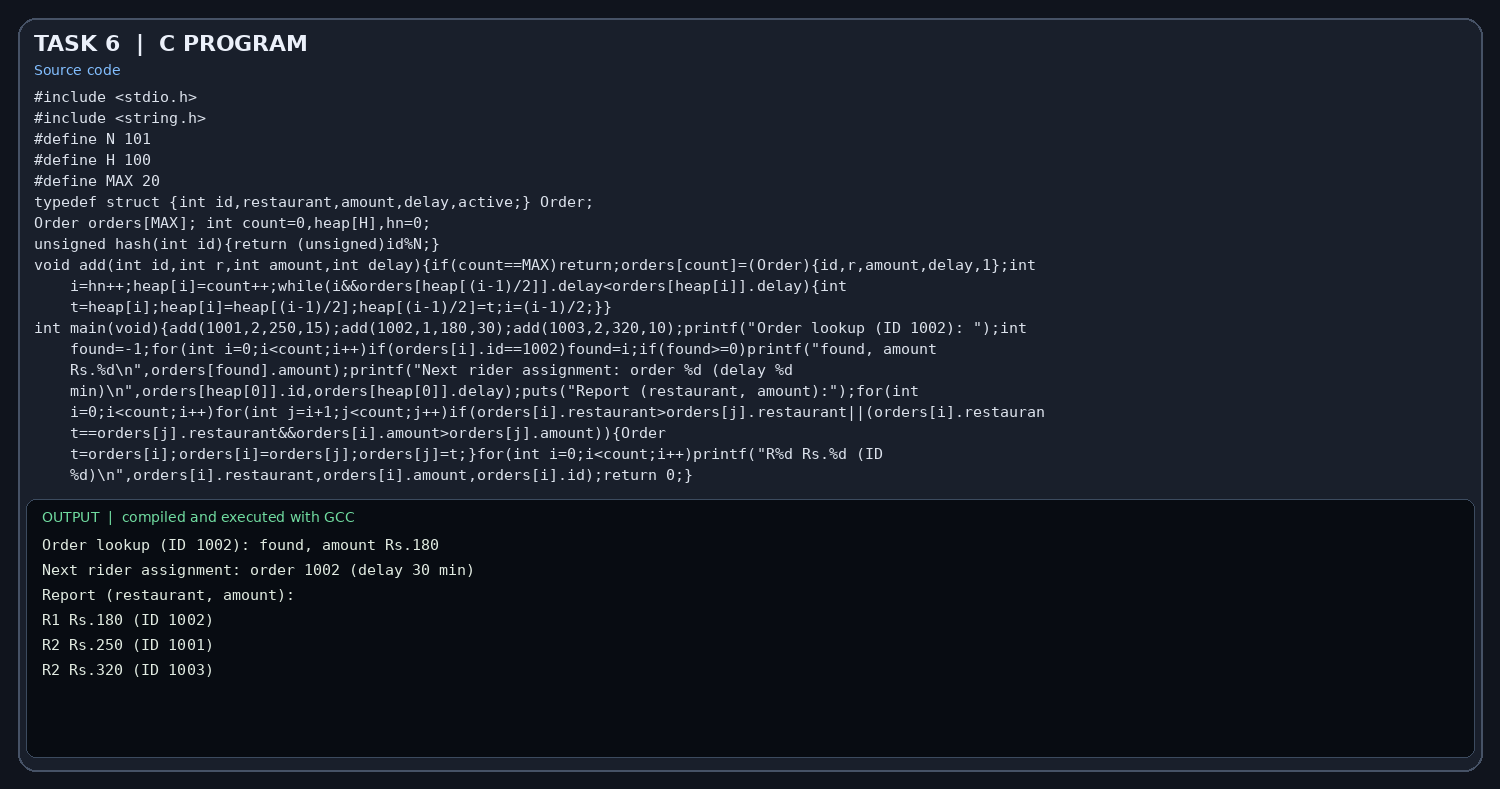 TASK 6 | C PROGRAM
Source code
#include <stdio.h>
#include <string.h>
#define N 101
#define H 100
#define MAX 20
typedef struct {int id,restaurant,amount,delay,active;} Order;
Order orders[MAX]; int count=0,heap[H],hn=0;
unsigned hash(int id){return (unsigned)id%N;}
void add(int id,int r,int amount,int delay){if(count==MAX)return;orders[count]=(Order){id,r,amount,delay,1};int
    i=hn++;heap[i]=count++;while(i&&orders[heap[(i-1)/2]].delay<orders[heap[i]].delay){int
    t=heap[i];heap[i]=heap[(i-1)/2];heap[(i-1)/2]=t;i=(i-1)/2;}}
int main(void){add(1001,2,250,15);add(1002,1,180,30);add(1003,2,320,10);printf("Order lookup (ID 1002): ");int
    found=-1;for(int i=0;i<count;i++)if(orders[i].id==1002)found=i;if(found>=0)printf("found, amount
    Rs.%d\n",orders[found].amount);printf("Next rider assignment: order %d (delay %d
    min)\n",orders[heap[0]].id,orders[heap[0]].delay);puts("Report (restaurant, amount):");for(int
    i=0;i<count;i++)for(int j=i+1;j<count;j++)if(orders[i].restaurant>orders[j].restaurant||(orders[i].restauran
    t==orders[j].restaurant&&orders[i].amount>orders[j].amount)){Order
    t=orders[i];orders[i]=orders[j];orders[j]=t;}for(int i=0;i<count;i++)printf("R%d Rs.%d (ID
    %d)\n",orders[i].restaurant,orders[i].amount,orders[i].id);return 0;}
OUTPUT | compiled and executed with GCC
Order lookup (ID 1002): found, amount Rs.180
Next rider assignment: order 1002 (delay 30 min)
Report (restaurant, amount):
R1 Rs.180 (ID 1002)
R2 Rs.250 (ID 1001)
R2 Rs.320 (ID 1003)